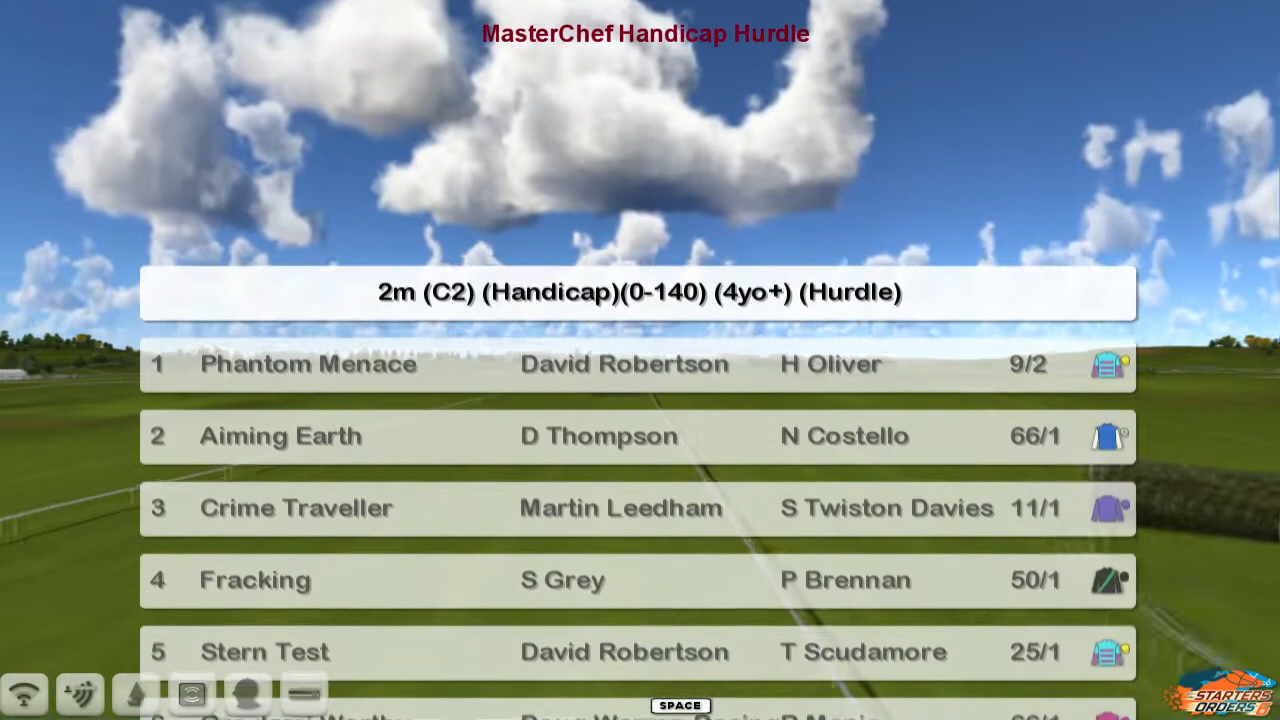 MasterChef Handicap Hurdle
2m (C2) (Handicap)(0-140) (4yo+) (Hurdle)
1 Phantom Menace David Robertson H Oliver 9/2
2 Aiming Earth D Thompson N Costello 66/1
3 Crime Traveller Martin Leedham S Twiston Davies 11/1
4 Fracking S Grey P Brennan 50/1
5 Stern Test David Robertson T Scudamore 25/1
SPACE
STARTERS
ORDERS 6